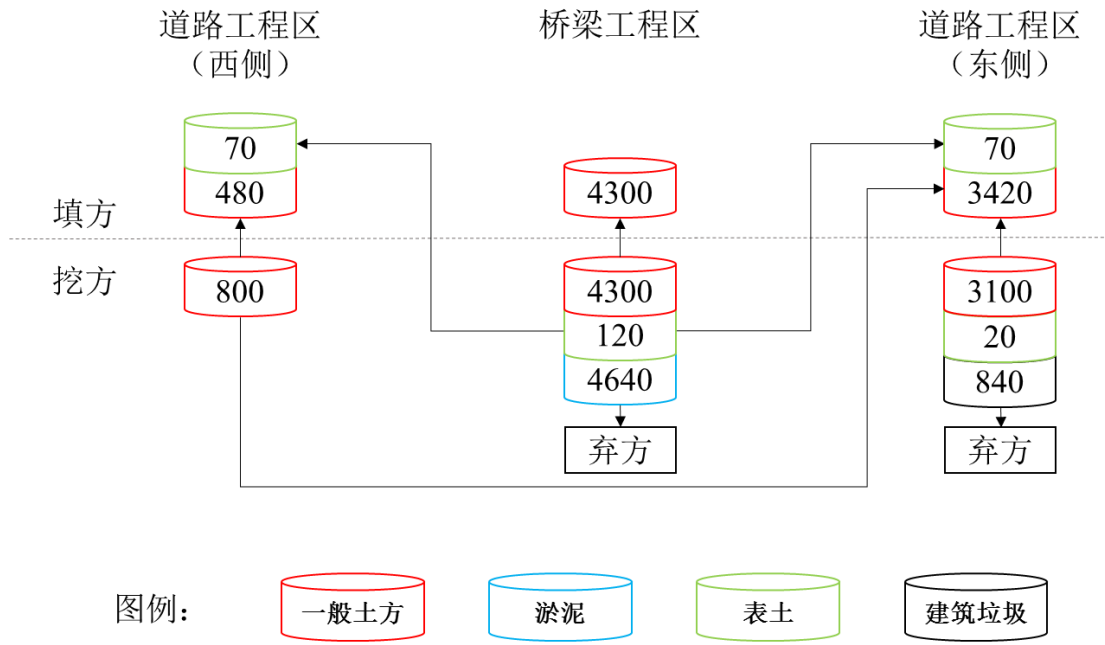 道路工程区
（西侧）
桥梁工程区
道路工程区
（东侧）
70
480
4300
70
3420
填方
挖方
800
4300
120
4640
弃方
3100
20
840
弃方
图例：
一般土方
淤泥
表土
建筑垃圾